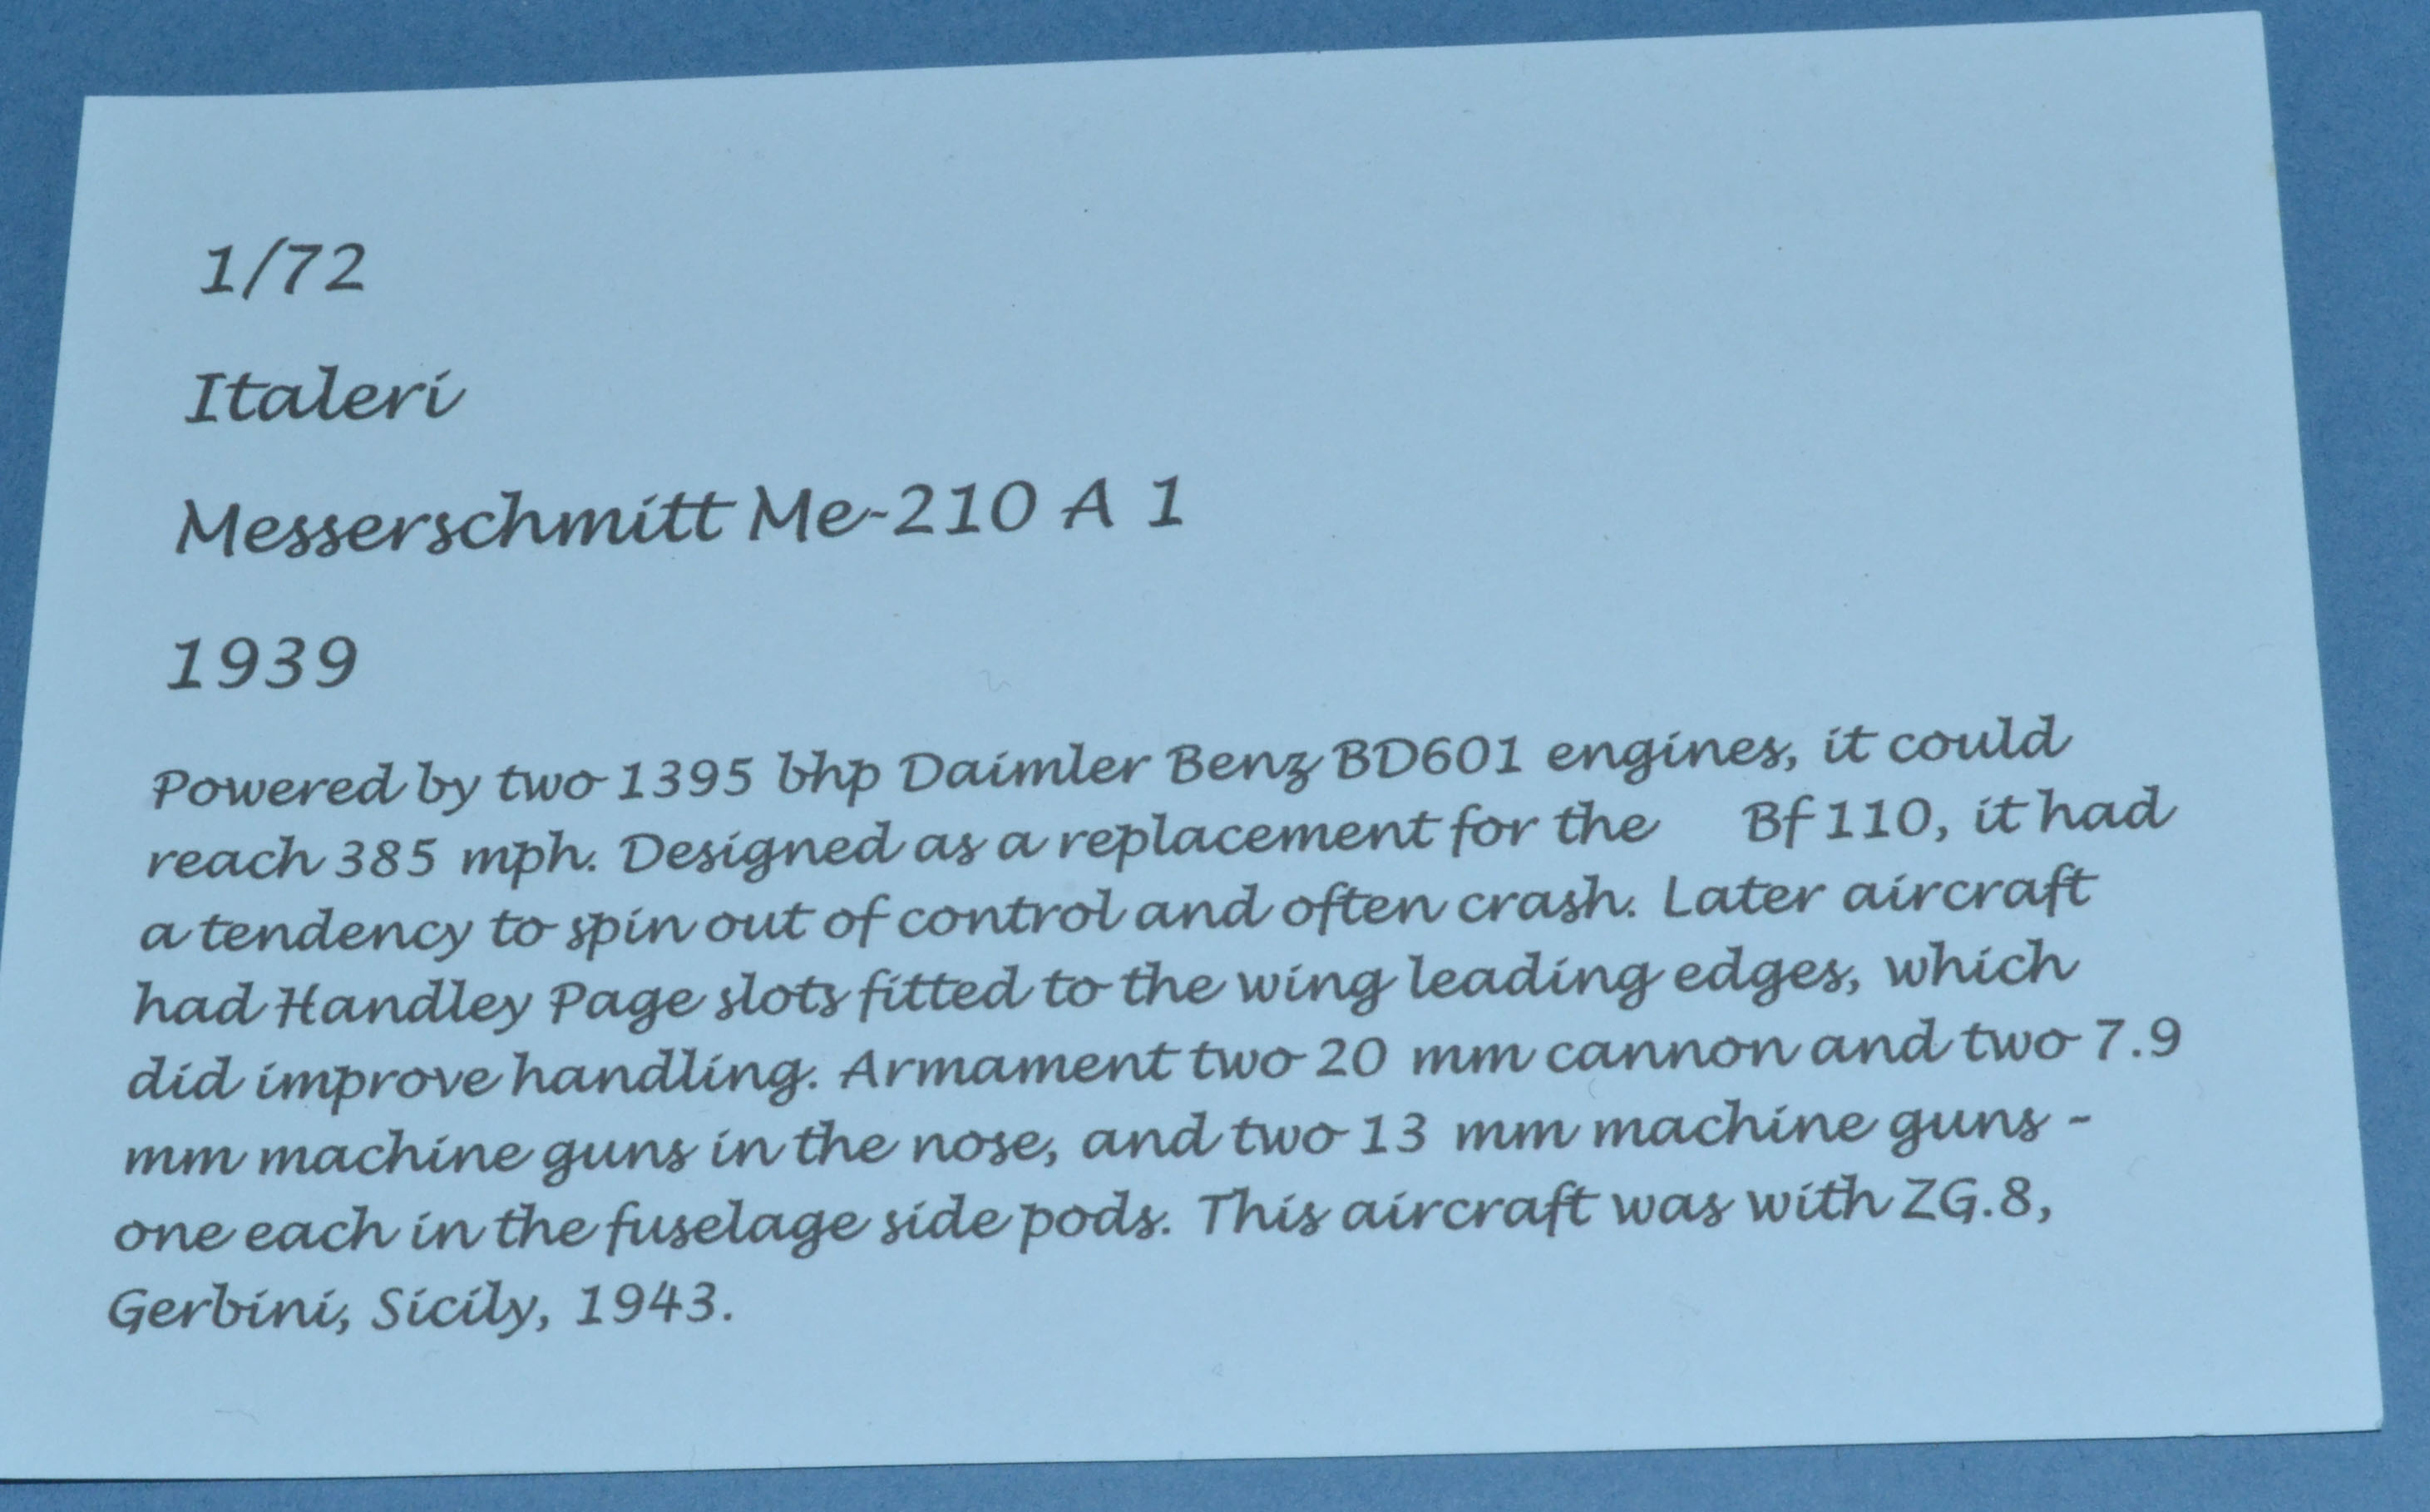 1/72
Italeri
Messerschmitt Me-210 A 1
1939
Powered by two 1395 bhp Daimler Benz BD601 engines, it could
reach 385 mph. Designed as a replacement for the Bf 110, it had
a tendency to spin out of control and often crash. Later aircraft
had Handley Page slots fitted to the wing leading edges, which
did improve handling. Armament two 20 mm cannon and two 7.9
mm machine guns in the nose, and two 13 mm machine guns -
one each in the fuselage side pods. This aircraft was with ZG.8,
Gerbini, Sicily, 1943.